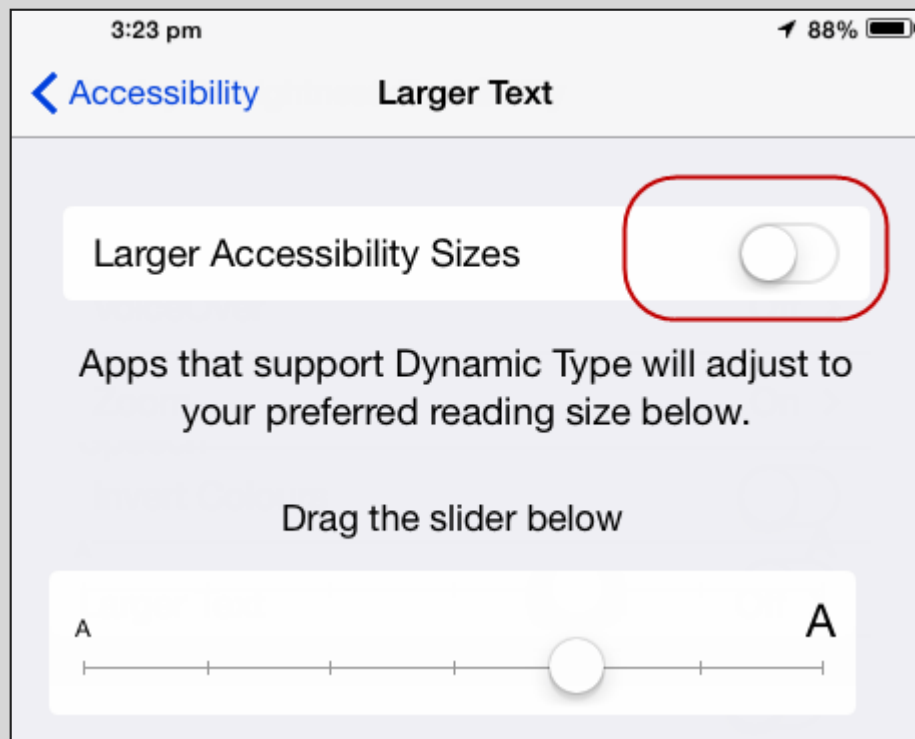 3:23 pm 88%
Accessibility Larger Text
Larger Accessibility Sizes
Apps that support Dynamic Type will adjust to
your preferred reading size below.
Drag the slider below
A A